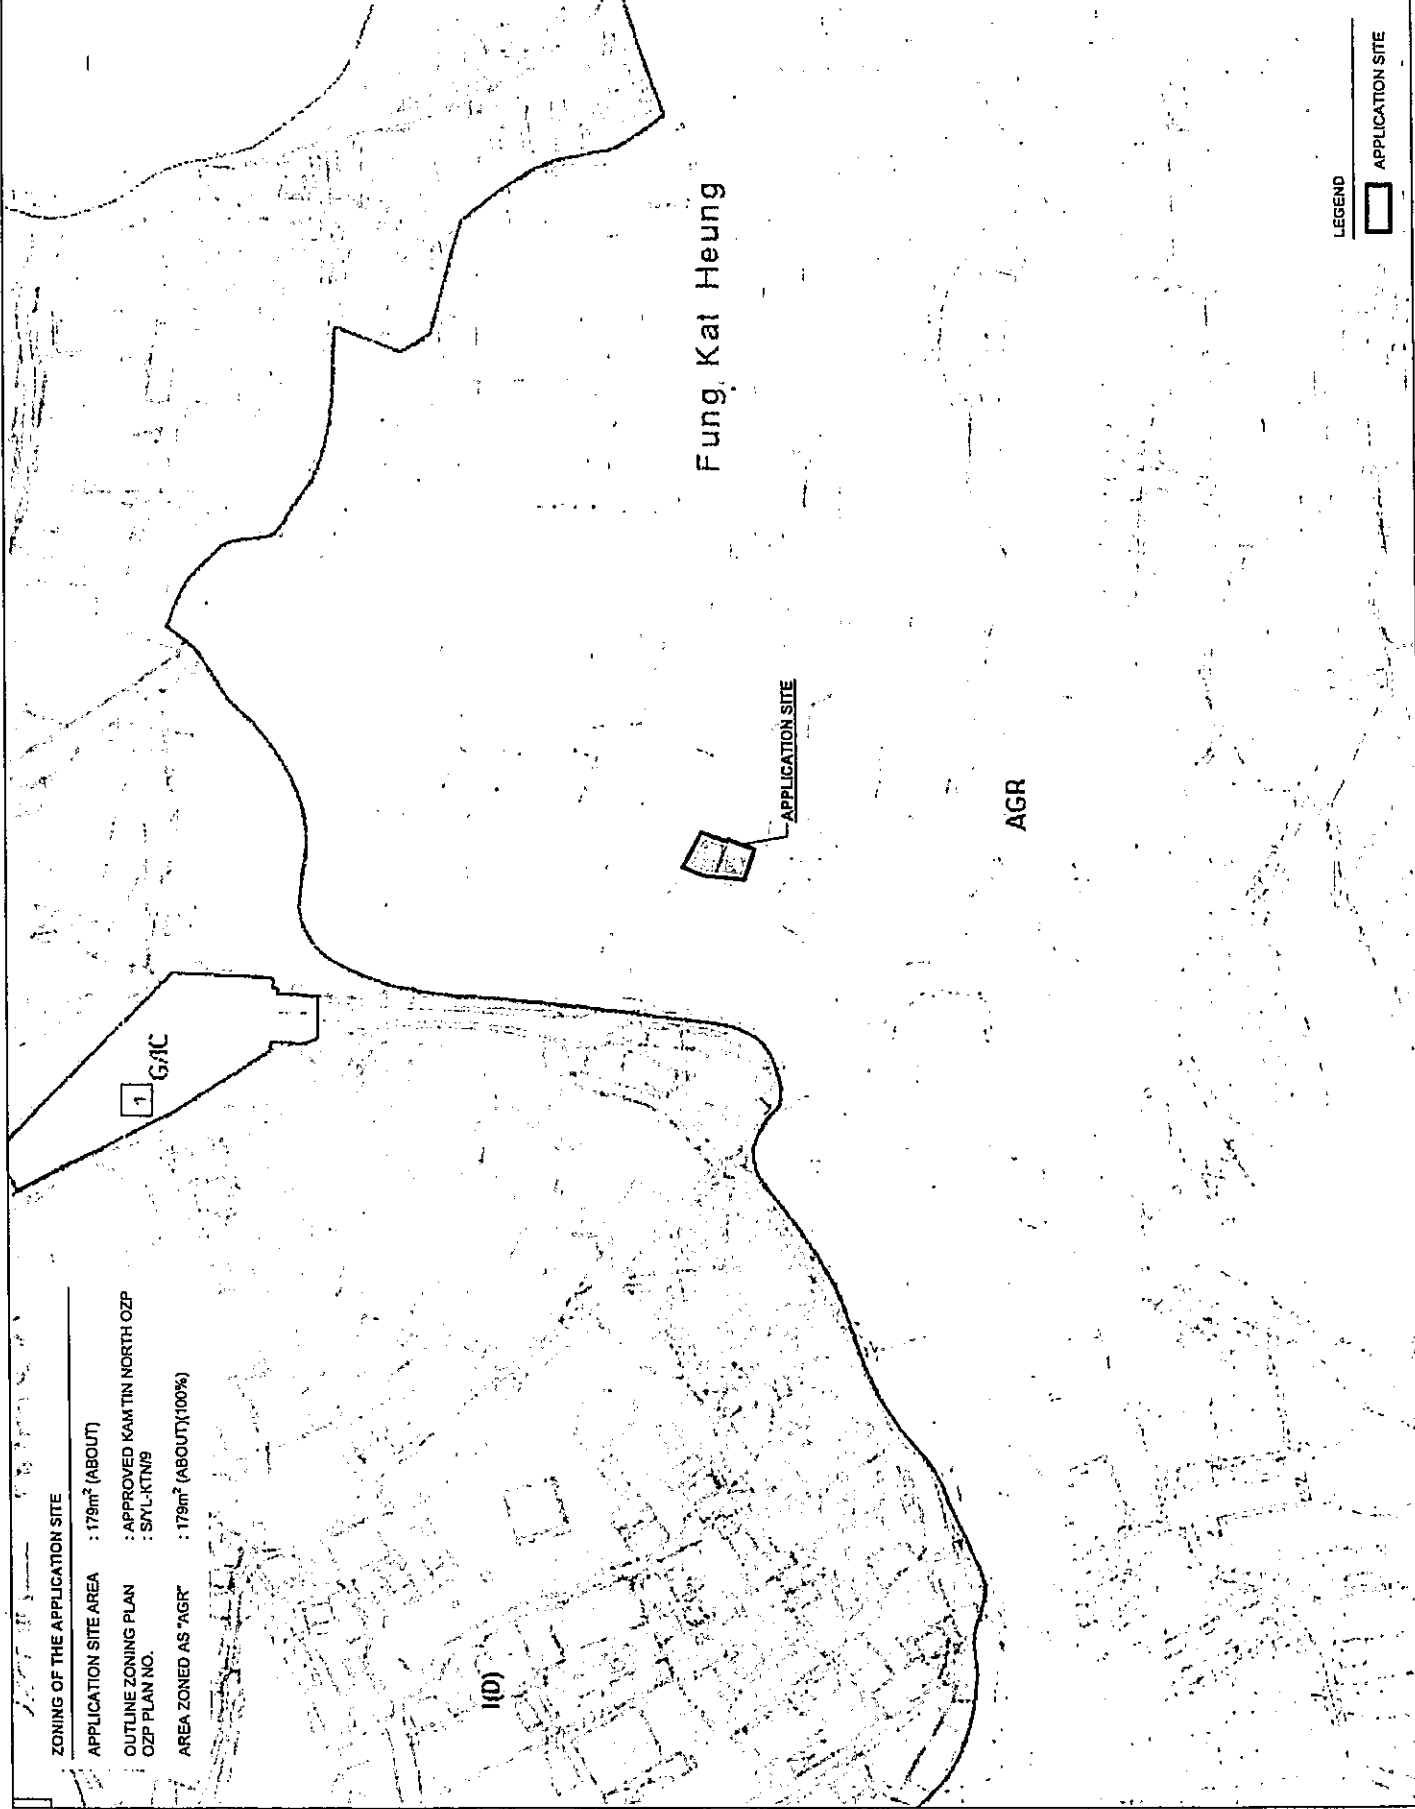 ZONING OF THE APPLICATION SITE
APPLICATION SITE AREA : 179m² (ABOUT)
OUTLINE ZONING PLAN : APPROVED KAM TIN NORTH OZP
OZP PLAN NO. : S/YL-KTN/9
AREA ZONED AS "AGR" : 179m² (ABOUT)(100%)
1
G/IC
I(D)
Fung Kat Heung
APPLICATION SITE
AGR
LEGEND
APPLICATION SITE